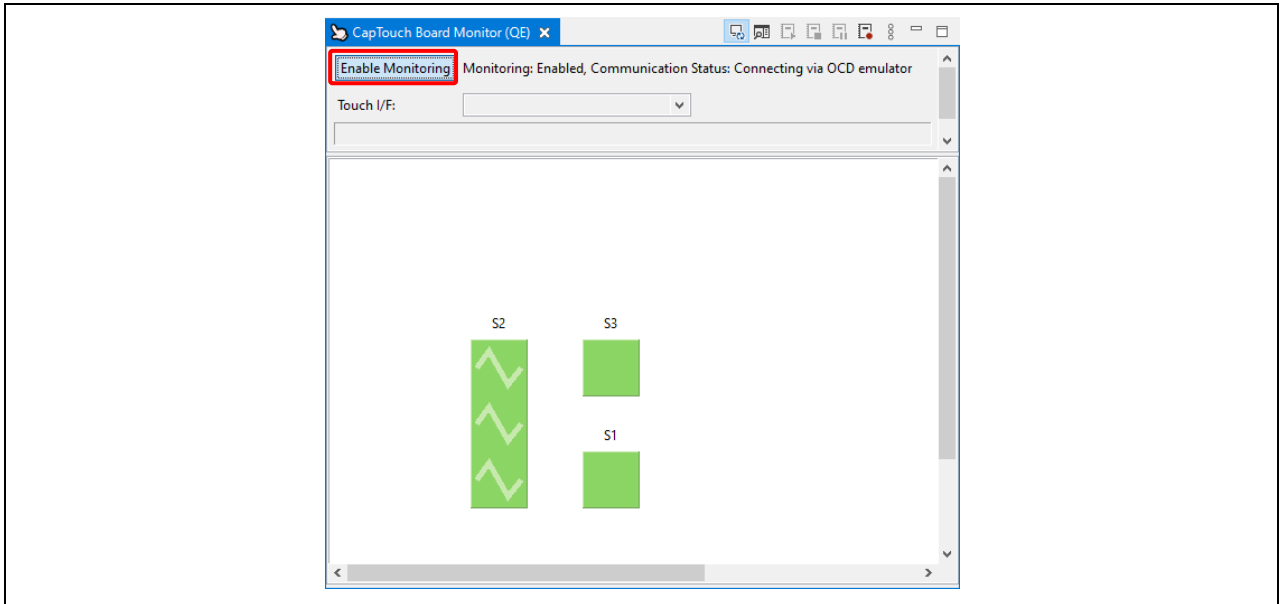 CapTouch Board Monitor (QE)
Enable Monitoring Monitoring: Enabled, Communication Status: Connecting via OCD emulator
Touch I/F:
S2 S3
S1